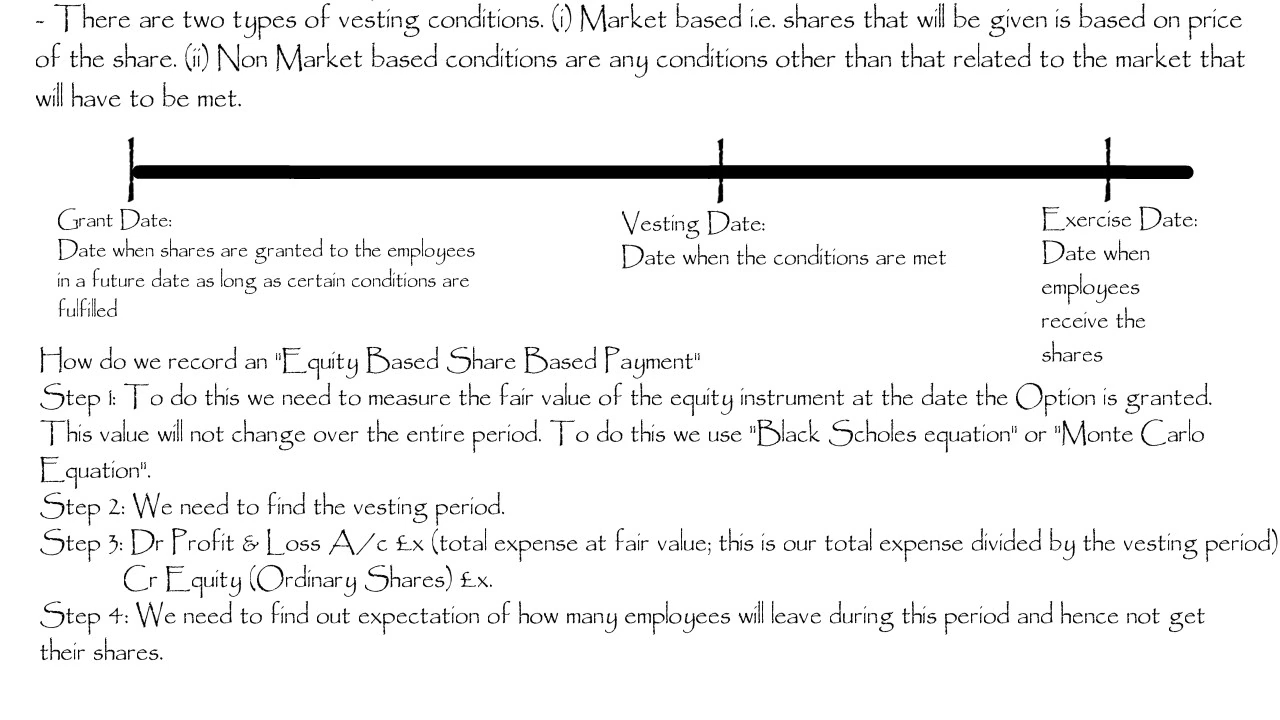 - There are two types of vesting conditions. (i) Market based i.e. shares that will be given is based on price
of the share. (ii) Non Market based conditions are any conditions other than that related to the market that
will have to be met.
Grant Date:
Date when shares are granted to the employees
in a future date as long as certain conditions are
fulfilled
Vesting Date:
Date when the conditions are met
Exercise Date:
Date when
employees
receive the
shares
How do we record an "Equity Based Share Based Payment"
Step 1: To do this we need to measure the fair value of the equity instrument at the date the Option is granted.
This value will not change over the entire period. To do this we use "Black Scholes equation" or "Monte Carlo
Equation".
Step 2: We need to find the vesting period.
Step 3: Dr Profit & Loss A/c £x (total expense at fair value; this is our total expense divided by the vesting period)
Cr Equity (Ordinary Shares) £x.
Step 4: We need to find out expectation of how many employees will leave during this period and hence not get
their shares.